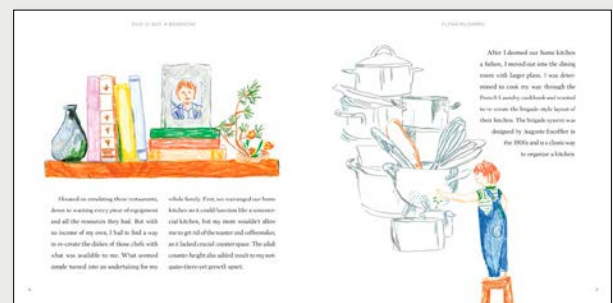 THIS IS NOT A BOOKSHOP
FLYNN McGARRY
I focused on emulating these restaurants,
down to wanting every piece of equipment
and all the resources they had. But with
no income of my own, I had to find a way
to re-create the dishes of those chefs with
what was available to me. What seemed
simple turned into an undertaking for my
whole family. First, we rearranged our home
kitchen so it could function like a commer-
cial kitchen, but my mom wouldn't allow
me to get rid of the toaster and coffeemaker,
so it lacked crucial counter space. The adult
counter height also added insult to my not-
quite-there-yet growth spurt.
After I deemed our home kitchen
a failure, I moved out into the dining
room with larger plans. I was deter-
mined to cook my way through the
French Laundry cookbook and wanted
to re-create the brigade-style layout of
their kitchen. The brigade system was
designed by Auguste Escoffier in
the 1900s and is a classic way
to organize a kitchen.